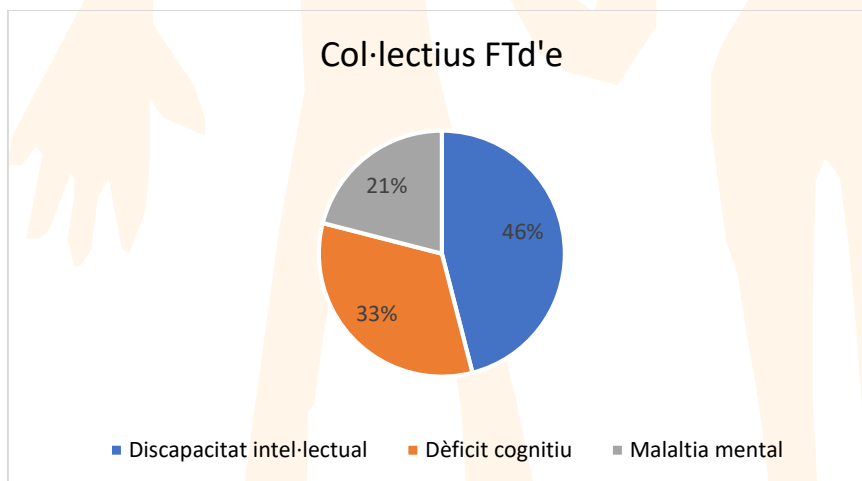 Col·lectius FTd'e
21%
46%
33%
Discapacitat intel·lectual Dèficit cognitiu Malaltia mental